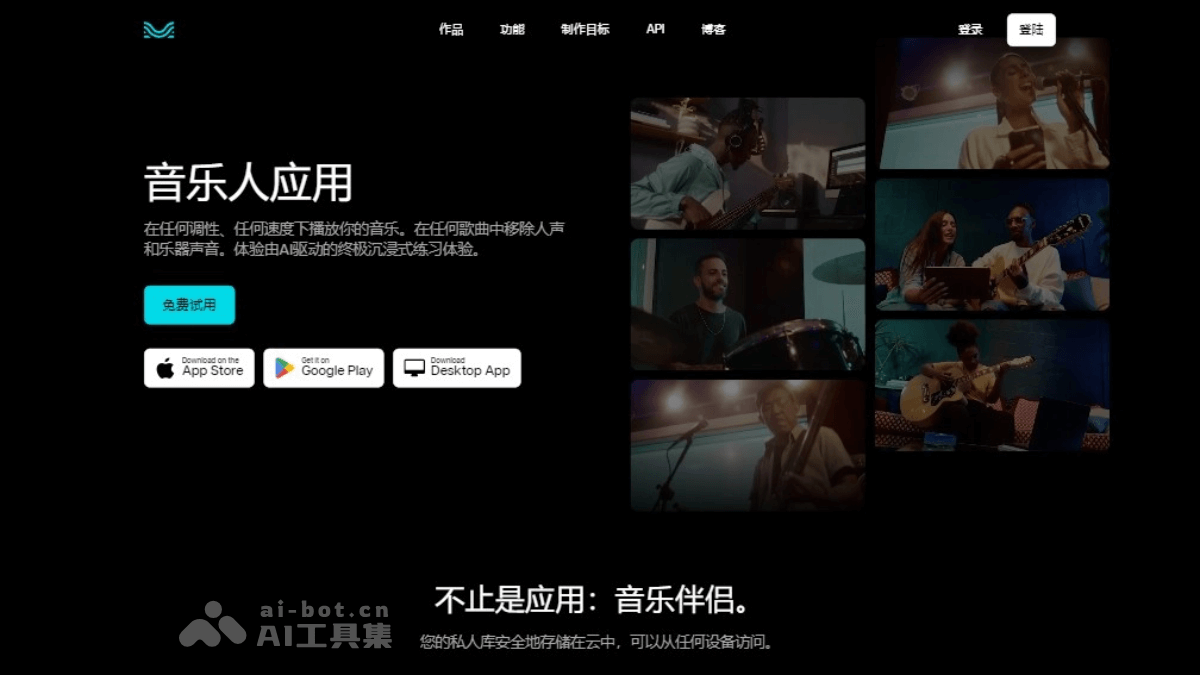 作品 功能 制作目标 API 博客 登录 登陆
音乐人应用
在任何调性、任何速度下播放你的音乐。在任何歌曲中移除人声
和乐器声音。体验由AI驱动的终极沉浸式练习体验。
免费试用
Download on the
App Store
Get it on
Google Play
Download
Desktop App
不止是应用：音乐伴侣。
您的私人库安全地存储在云中，可以从任何设备访问。
ai-bot.cn
AI工具集